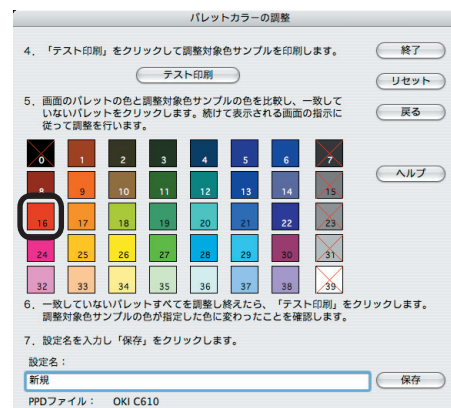 パレットカラーの調整
4. 「テスト印刷」をクリックして調整対象色サンプルを印刷します。
終了
テスト印刷
リセット
5. 画面のパレットの色と調整対象色サンプルの色を比較し、一致して
いないパレットをクリックします。続けて表示される画面の指示に
従って調整を行います。
戻る
0 1 2 3 4 5 6 7
ヘルプ
8 9 10 11 12 13 14 15
16 17 18 19 20 21 22 23
24 25 26 27 28 29 30 31
32 33 34 35 36 37 38 39
6. 一致していないパレットすべてを調整し終えたら、「テスト印刷」をクリックします。
調整対象色サンプルの色が指定した色に変わったことを確認します。
7. 設定名を入力し「保存」をクリックします。
設定名：
新規
保存
PPDファイル： OKI C610